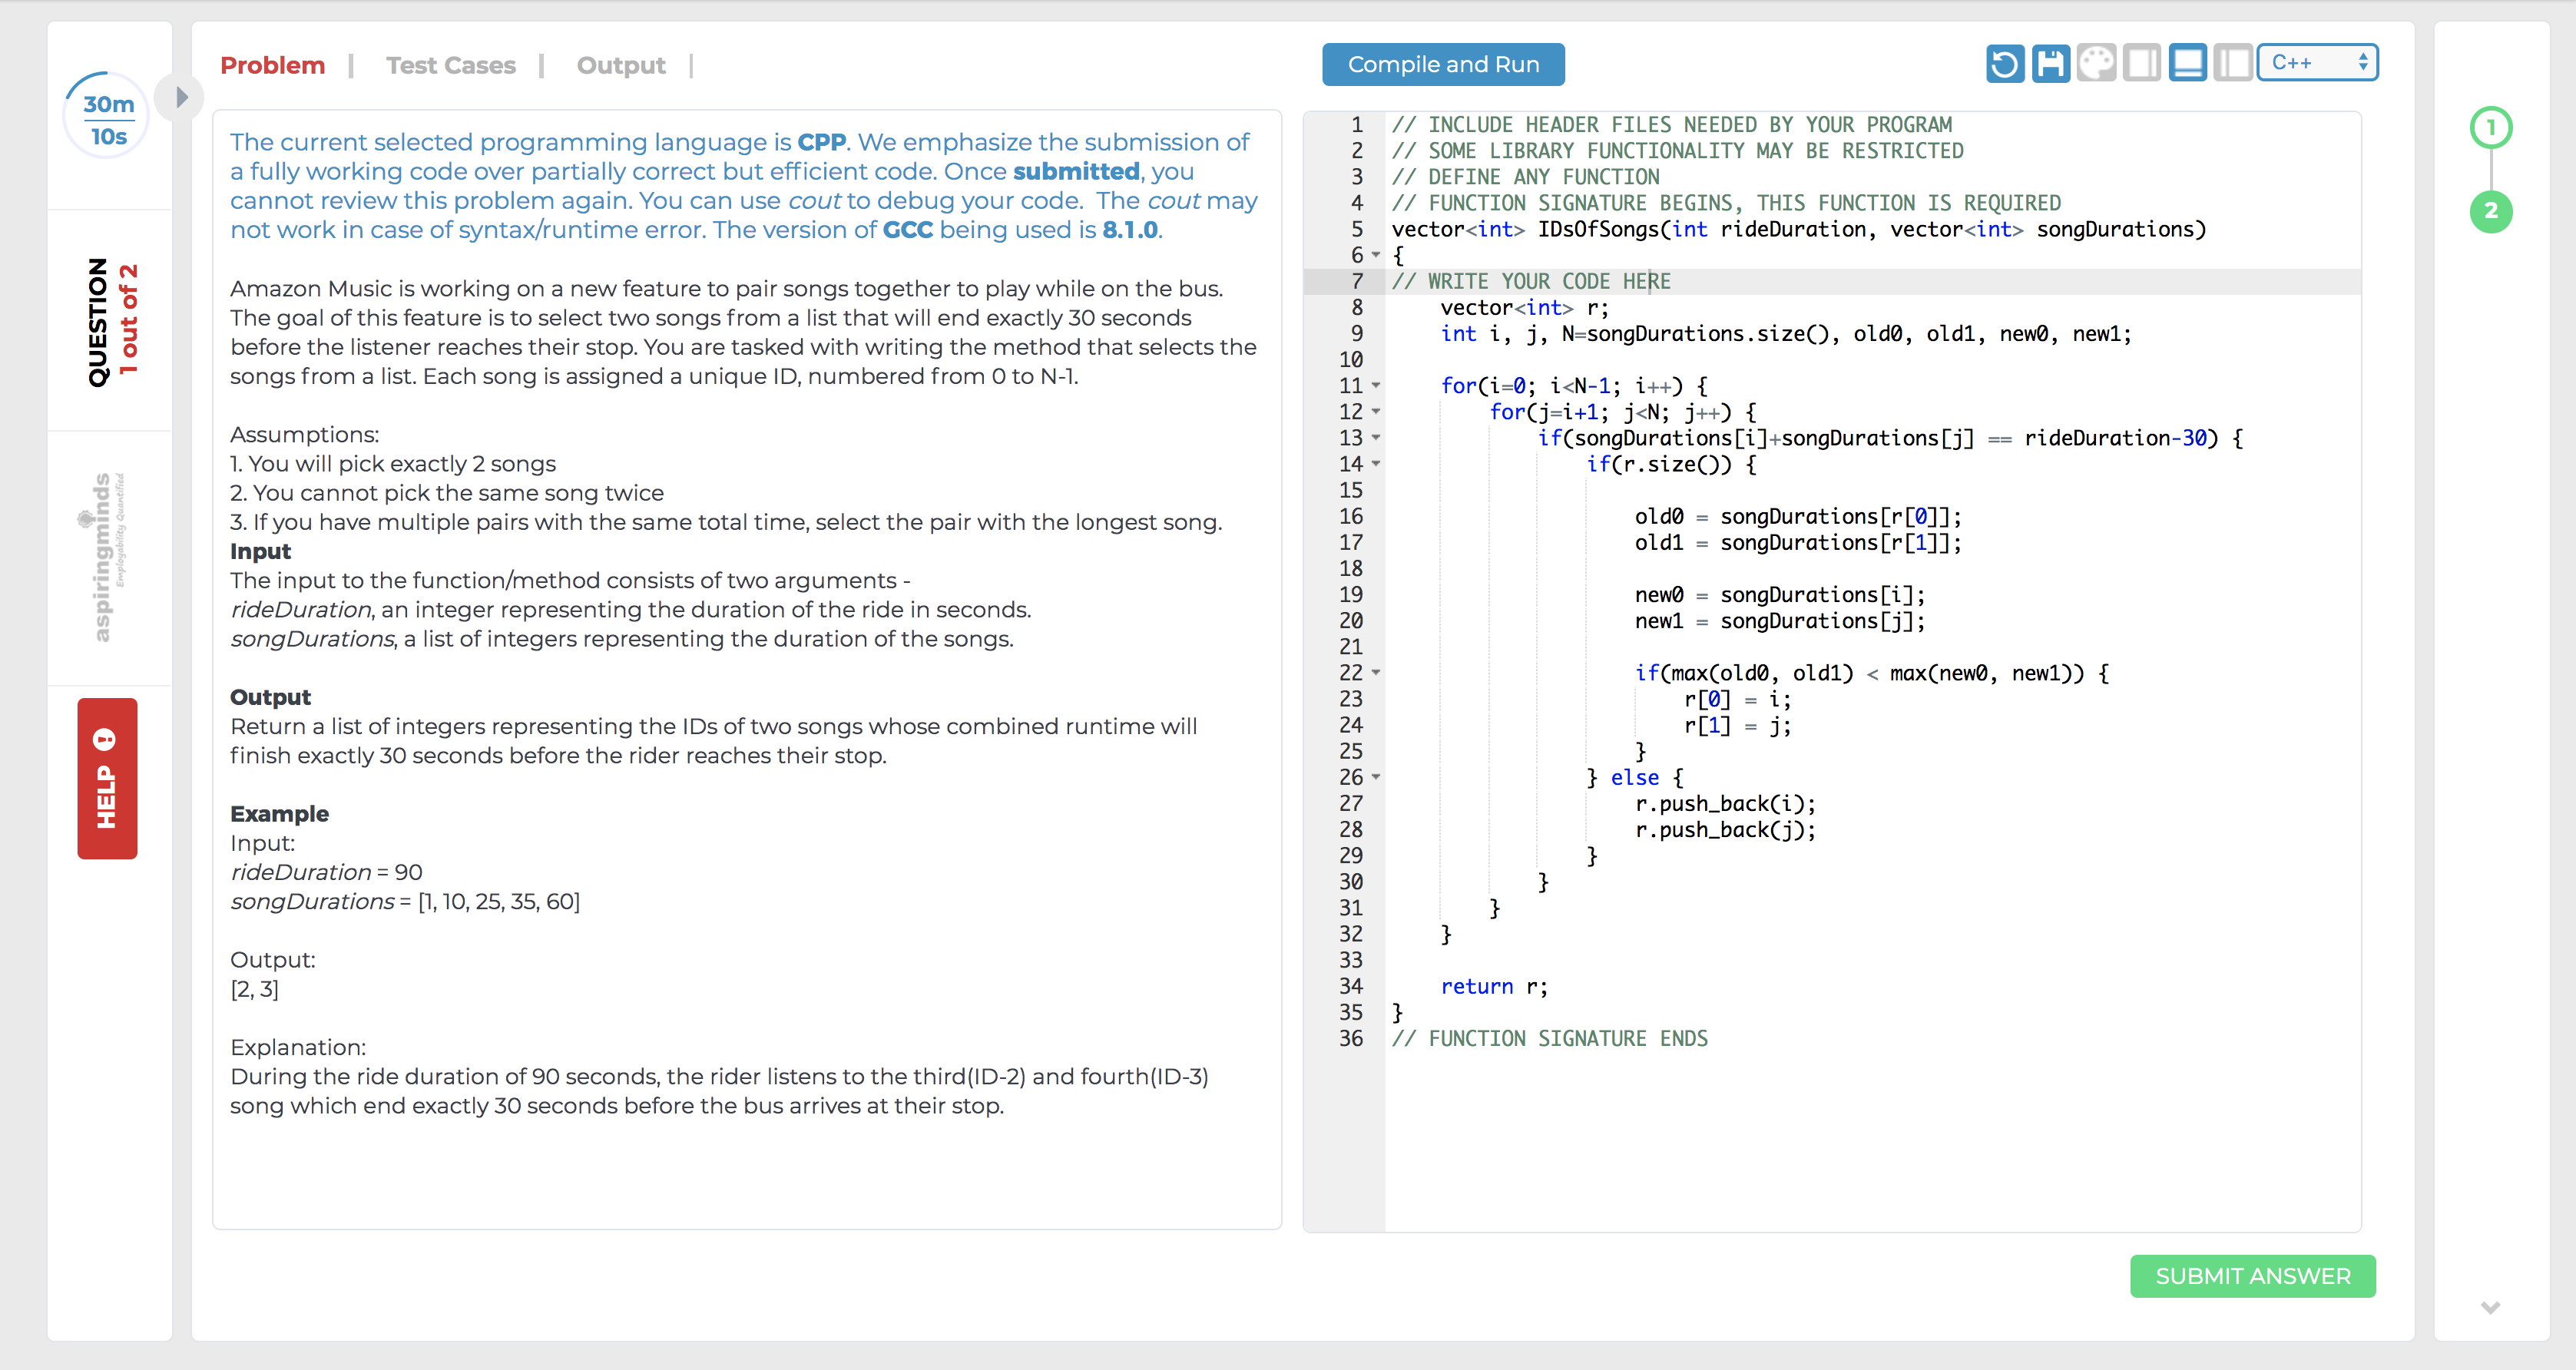 30m
10s
QUESTION
1 out of 2
aspiringminds
Employability Quantified
HELP
Problem | Test Cases | Output |
The current selected programming language is CPP. We emphasize the submission of
a fully working code over partially correct but efficient code. Once submitted, you
cannot review this problem again. You can use cout to debug your code. The cout may
not work in case of syntax/runtime error. The version of GCC being used is 8.1.0.
Amazon Music is working on a new feature to pair songs together to play while on the bus.
The goal of this feature is to select two songs from a list that will end exactly 30 seconds
before the listener reaches their stop. You are tasked with writing the method that selects the
songs from a list. Each song is assigned a unique ID, numbered from 0 to N-1.
Assumptions:
1. You will pick exactly 2 songs
2. You cannot pick the same song twice
3. If you have multiple pairs with the same total time, select the pair with the longest song.
Input
The input to the function/method consists of two arguments -
rideDuration, an integer representing the duration of the ride in seconds.
songDurations, a list of integers representing the duration of the songs.
Output
Return a list of integers representing the IDs of two songs whose combined runtime will
finish exactly 30 seconds before the rider reaches their stop.
Example
Input:
rideDuration = 90
songDurations = [1, 10, 25, 35, 60]
Output:
[2, 3]
Explanation:
During the ride duration of 90 seconds, the rider listens to the third(ID-2) and fourth(ID-3)
song which end exactly 30 seconds before the bus arrives at their stop.
Compile and Run
C++
1 // INCLUDE HEADER FILES NEEDED BY YOUR PROGRAM
2 // SOME LIBRARY FUNCTIONALITY MAY BE RESTRICTED
3 // DEFINE ANY FUNCTION
4 // FUNCTION SIGNATURE BEGINS, THIS FUNCTION IS REQUIRED
5 vector<int> IDsOfSongs(int rideDuration, vector<int> songDurations)
6 {
7 // WRITE YOUR CODE HERE
8 vector<int> r;
9 int i, j, N=songDurations.size(), old0, old1, new0, new1;
10
11 for(i=0; i<N-1; i++) {
12 for(j=i+1; j<N; j++) {
13 if(songDurations[i]+songDurations[j] == rideDuration-30) {
14 if(r.size()) {
15
16 old0 = songDurations[r[0]];
17 old1 = songDurations[r[1]];
18
19 new0 = songDurations[i];
20 new1 = songDurations[j];
21
22 if(max(old0, old1) < max(new0, new1)) {
23 r[0] = i;
24 r[1] = j;
25 }
26 } else {
27 r.push_back(i);
28 r.push_back(j);
29 }
30 }
31 }
32 }
33
34 return r;
35 }
36 // FUNCTION SIGNATURE ENDS
SUBMIT ANSWER
1
2